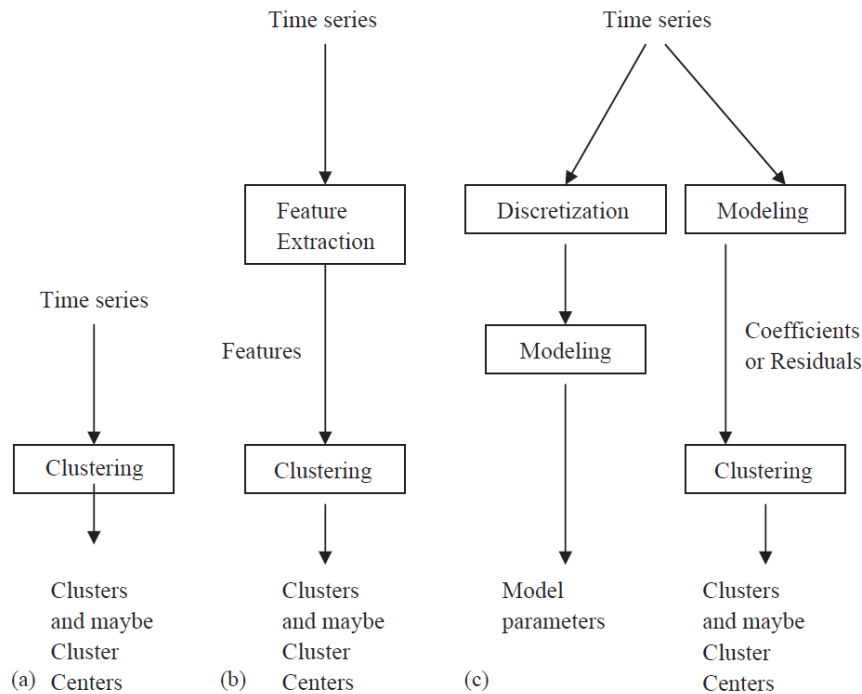 Time series
Clustering
Clusters
and maybe
Cluster
Centers
(a)
Time series
Feature
Extraction
Features
Clustering
Clusters
and maybe
Cluster
Centers
(b)
Time series
Discretization
Modeling
Model
parameters
Modeling
Coefficients
or Residuals
Clustering
Clusters
and maybe
Cluster
Centers
(c)